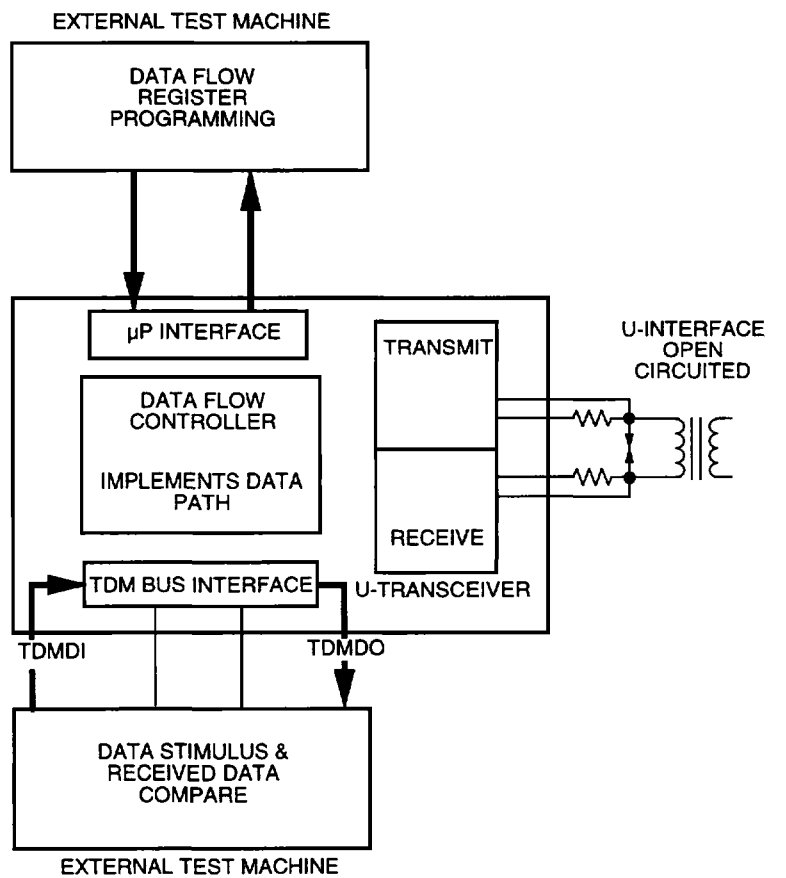 EXTERNAL TEST MACHINE
DATA FLOW
REGISTER
PROGRAMMING
µP INTERFACE
TRANSMIT
U-INTERFACE
OPEN
CIRCUITED
DATA FLOW
CONTROLLER
IMPLEMENTS DATA
PATH
RECEIVE
TDM BUS INTERFACE
U-TRANSCEIVER
TDMDI
TDMDO
DATA STIMULUS &
RECEIVED DATA
COMPARE
EXTERNAL TEST MACHINE